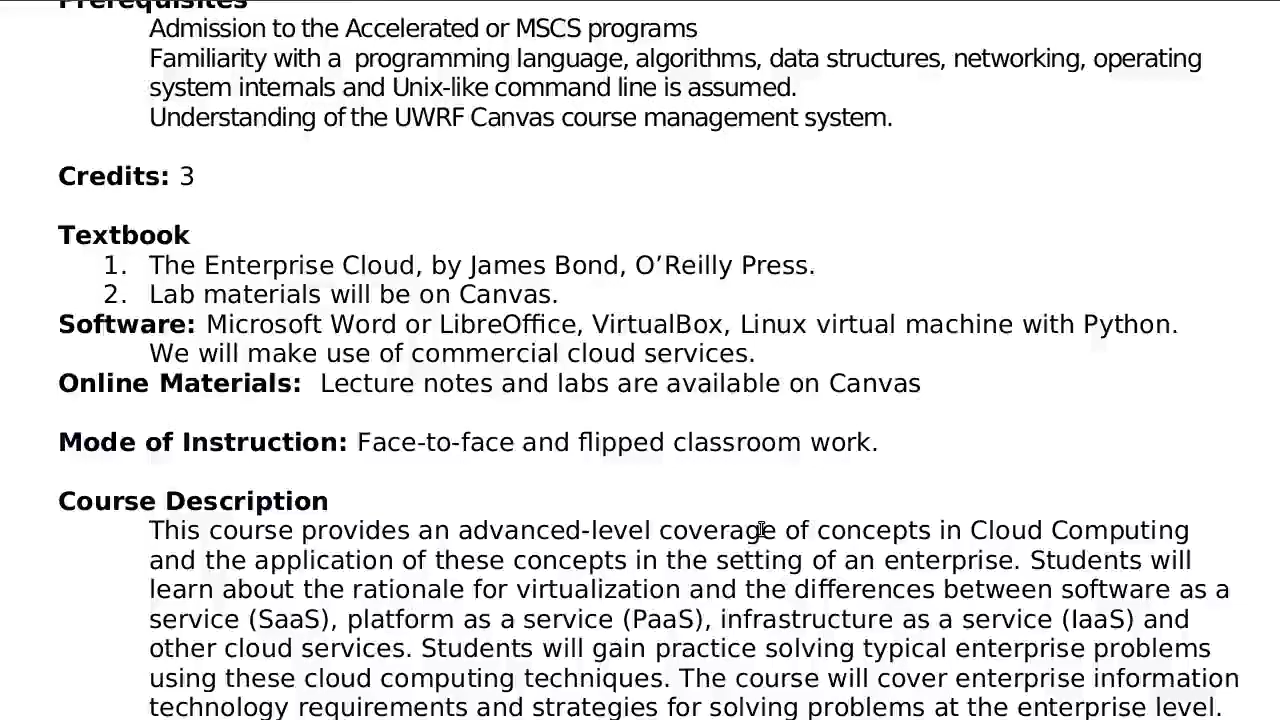 Prerequisites
Admission to the Accelerated or MSCS programs
Familiarity with a  programming language, algorithms, data structures, networking, operating
system internals and Unix-like command line is assumed.
Understanding of the UWRF Canvas course management system.
Credits: 3
Textbook
1. The Enterprise Cloud, by James Bond, O’Reilly Press.
2. Lab materials will be on Canvas.
Software: Microsoft Word or LibreOffice, VirtualBox, Linux virtual machine with Python.
We will make use of commercial cloud services.
Online Materials:  Lecture notes and labs are available on Canvas
Mode of Instruction: Face-to-face and flipped classroom work.
Course Description
This course provides an advanced-level coverage of concepts in Cloud Computing
and the application of these concepts in the setting of an enterprise. Students will
learn about the rationale for virtualization and the differences between software as a
service (SaaS), platform as a service (PaaS), infrastructure as a service (IaaS) and
other cloud services. Students will gain practice solving typical enterprise problems
using these cloud computing techniques. The course will cover enterprise information
technology requirements and strategies for solving problems at the enterprise level.